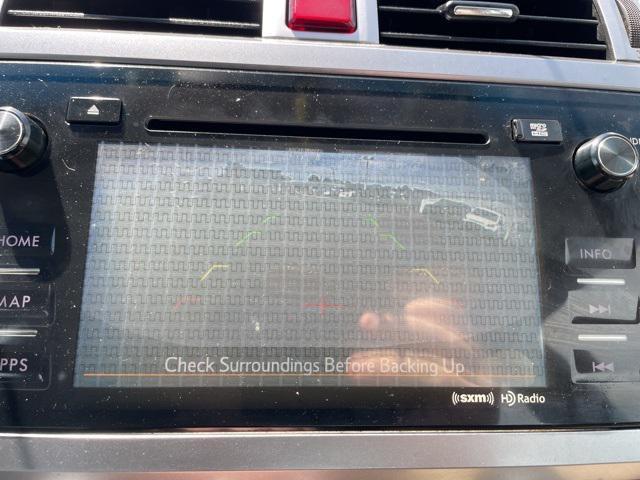 HOME
MAP
PPS
INFO
Check Surroundings Before Backing Up
((sxm)) HD Radio